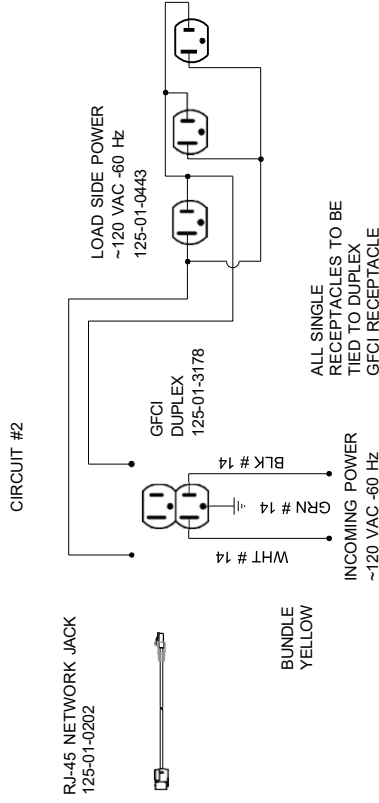 CIRCUIT #2
RJ-45 NETWORK JACK
125-01-0202
GFCI
DUPLEX
125-01-3178
LOAD SIDE POWER
~120 VAC -60 Hz
125-01-0443
WHT # 14
GRN # 14
BLK # 14
BUNDLE
YELLOW
INCOMING POWER
~120 VAC -60 Hz
ALL SINGLE
RECEPTACLES TO BE
TIED TO DUPLEX
GFCI RECEPTACLE